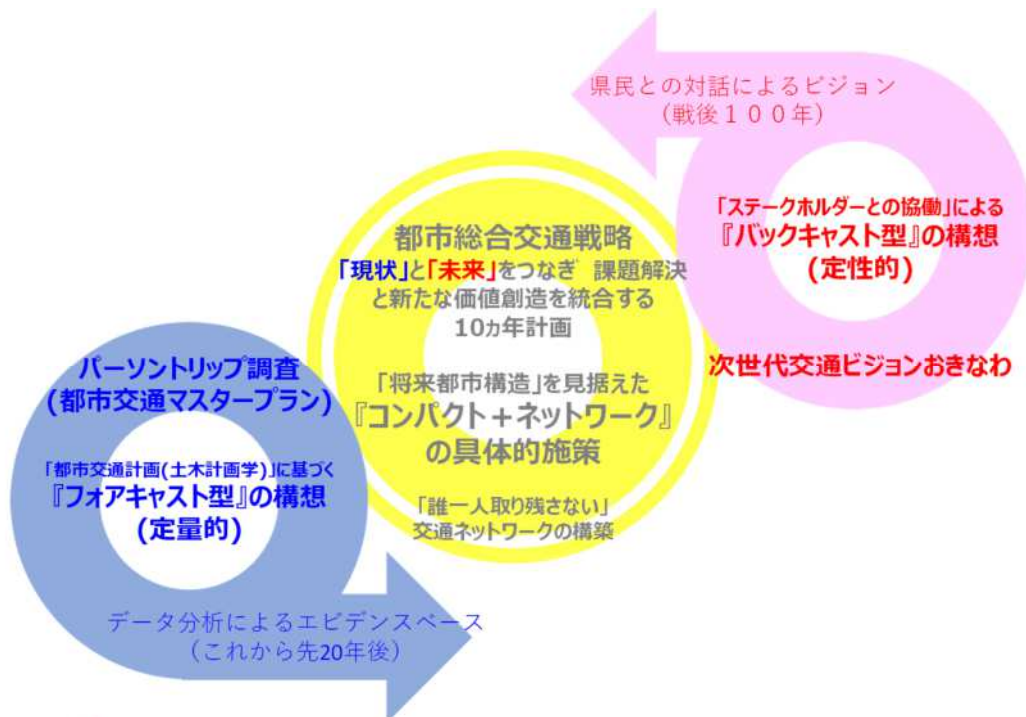 県民との対話によるビジョン
（戦後１００年）
「ステークホルダーとの協働」による
『バックキャスト型』の構想
(定性的)
次世代交通ビジョンおきなわ
都市総合交通戦略
「現状」と「未来」をつなぎ 課題解決
と新たな価値創造を統合する
10ヵ年計画
「将来都市構造」を見据えた
『コンパクト＋ネットワーク』
の具体的施策
「誰一人取り残さない」
交通ネットワークの構築
パーソントリップ調査
(都市交通マスタープラン)
「都市交通計画(土木計画学)」に基づく
『フォアキャスト型』の構想
(定量的)
データ分析によるエビデンスベース
（これから先20年後）